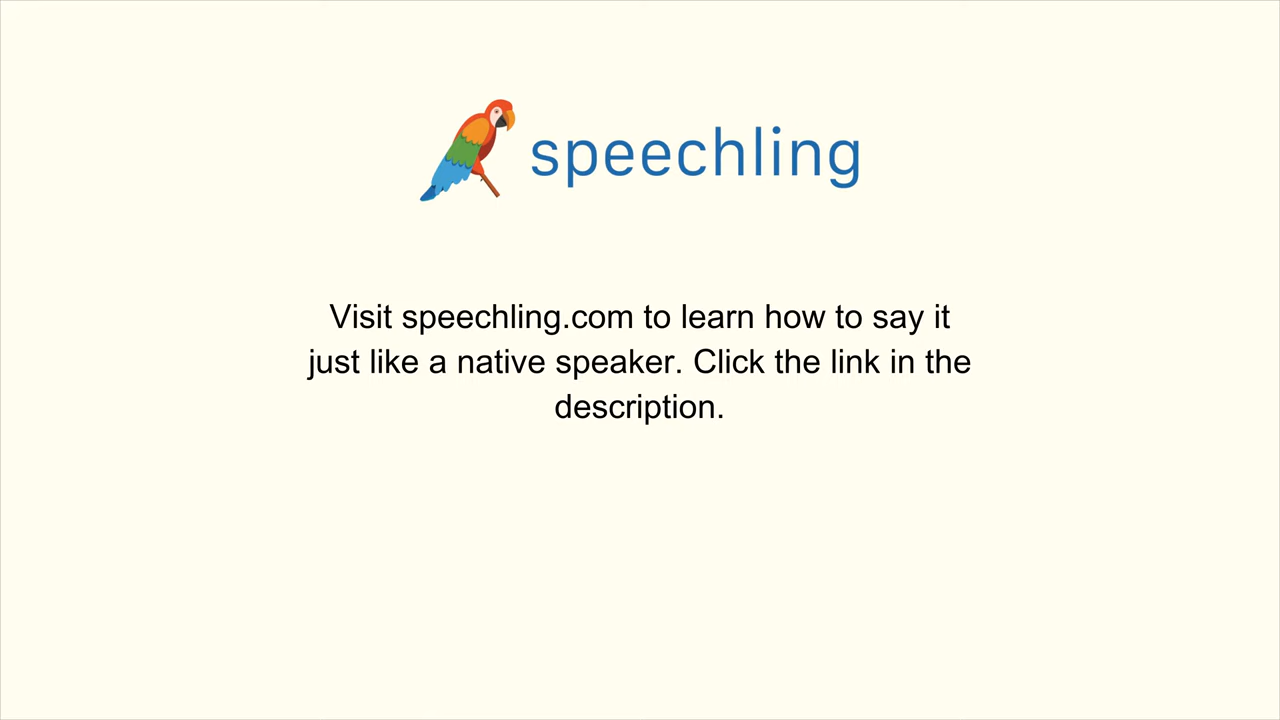 speechling
Visit speechling.com to learn how to say it
just like a native speaker. Click the link in the
description.